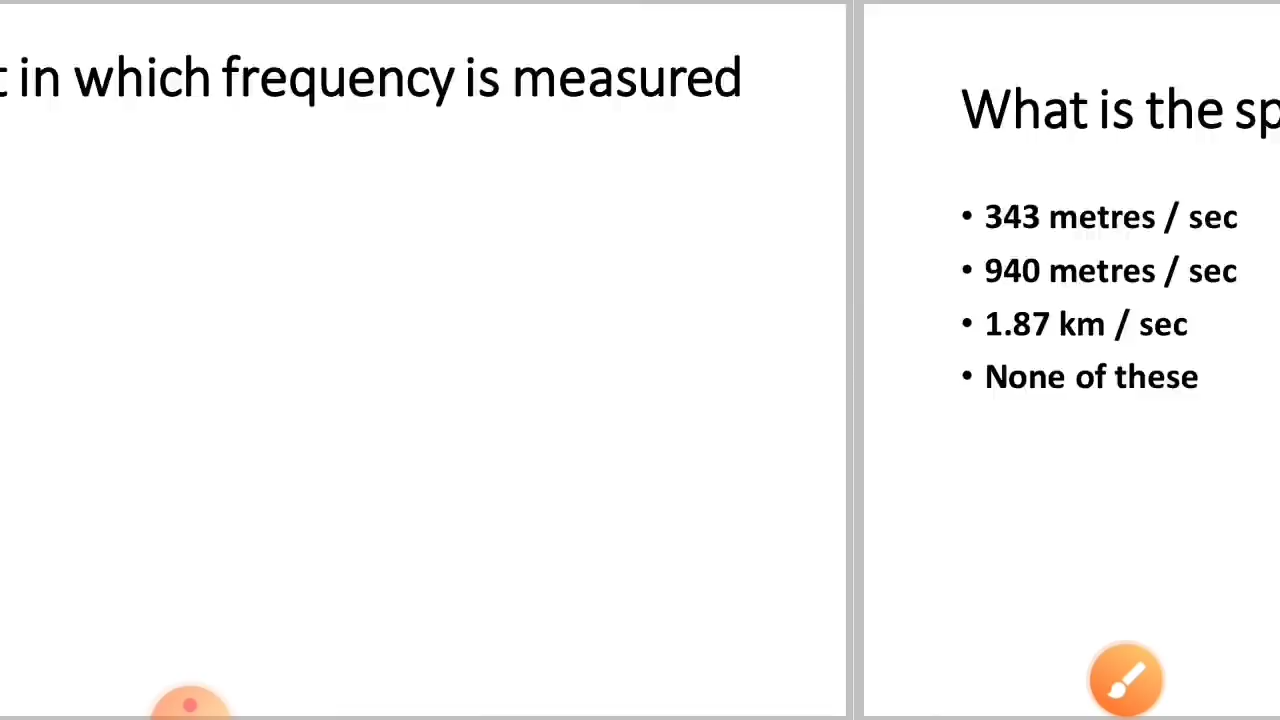 t in which frequency is measured
What is the sp
• 343 metres / sec
• 940 metres / sec
• 1.87 km / sec
• None of these